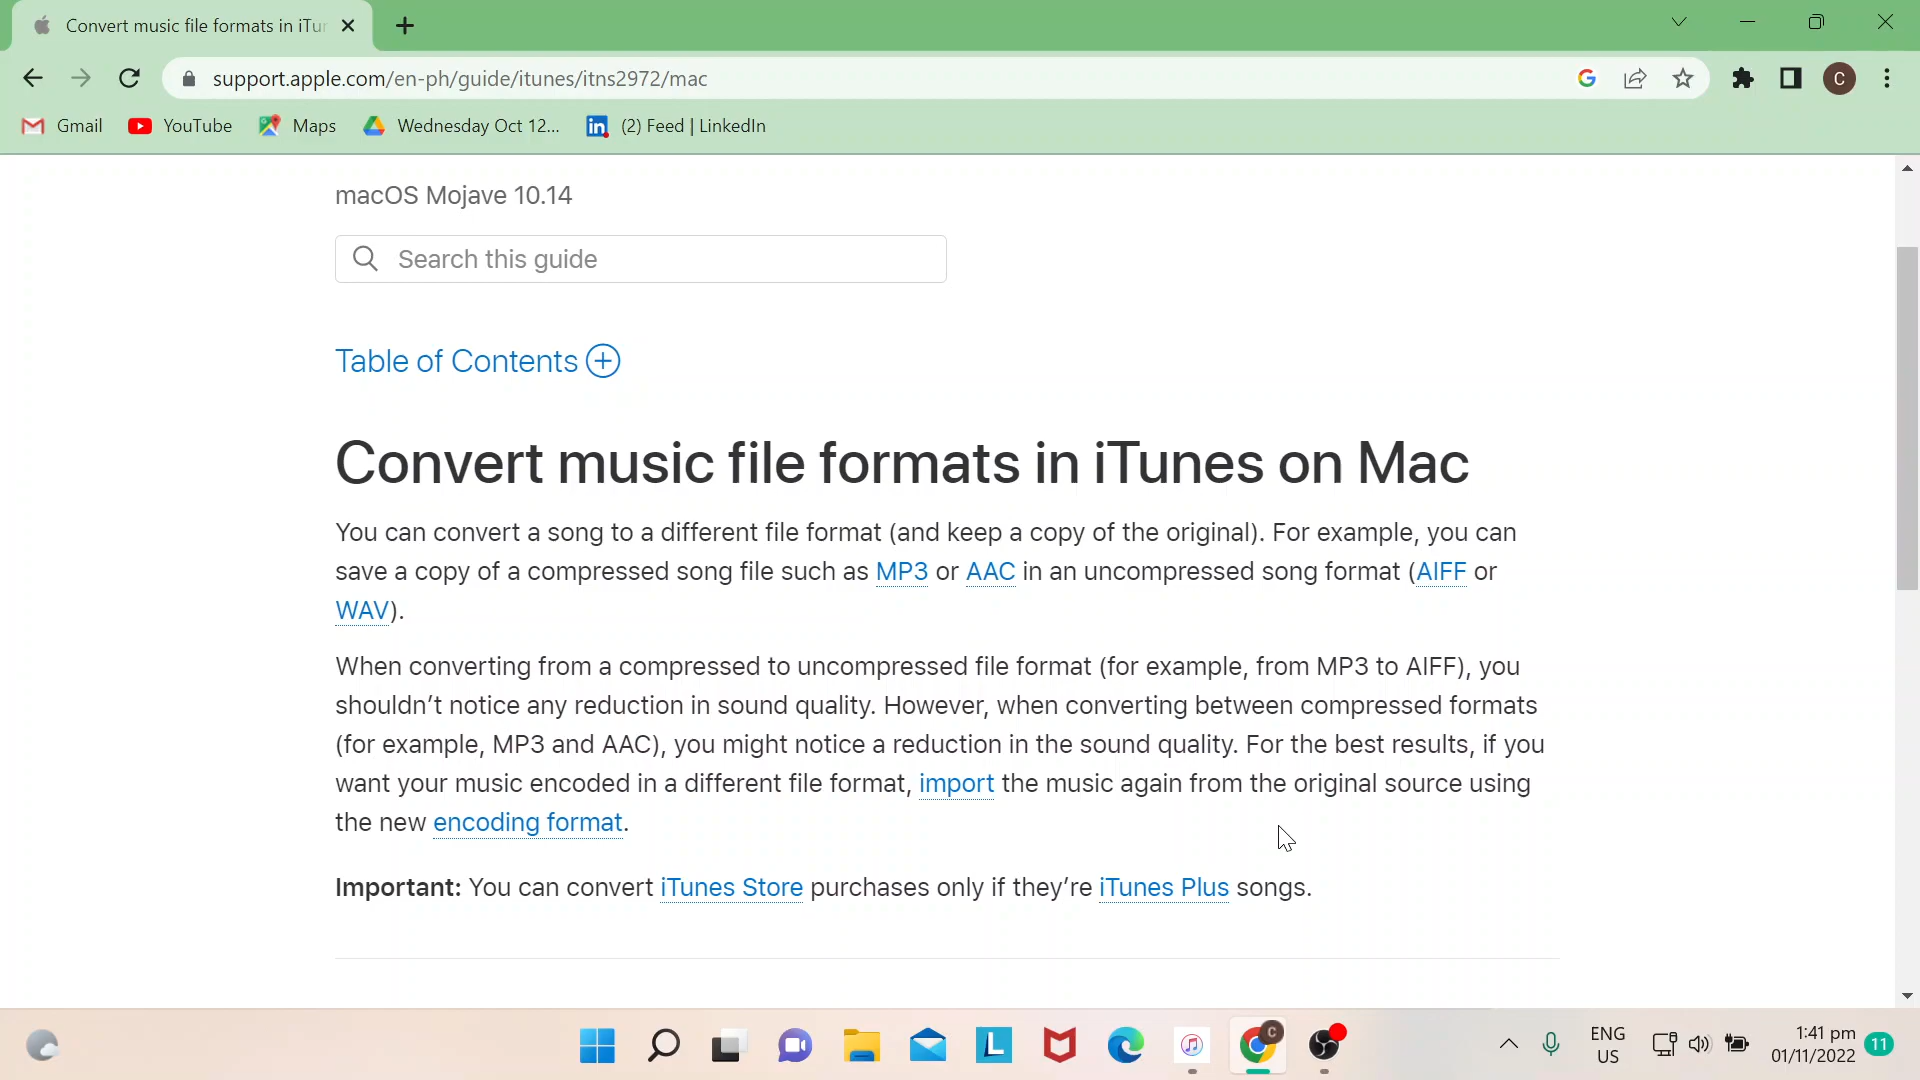 Convert music file formats in iTur
support.apple.com/en-ph/guide/itunes/itns2972/mac
C
Gmail
YouTube
Maps
Wednesday Oct 12...
(2) Feed | LinkedIn
macOS Mojave 10.14
Search this guide
Table of Contents
Convert music file formats in iTunes on Mac
You can convert a song to a different file format (and keep a copy of the original). For example, you can
save a copy of a compressed song file such as MP3 or AAC in an uncompressed song format (AIFF or
WAV).
When converting from a compressed to uncompressed file format (for example, from MP3 to AIFF), you
shouldn’t notice any reduction in sound quality. However, when converting between compressed formats
(for example, MP3 and AAC), you might notice a reduction in the sound quality. For the best results, if you
want your music encoded in a different file format, import the music again from the original source using
the new encoding format.
Important: You can convert iTunes Store purchases only if they’re iTunes Plus songs.
L
C
ENG
US
1:41 pm
01/11/2022
11